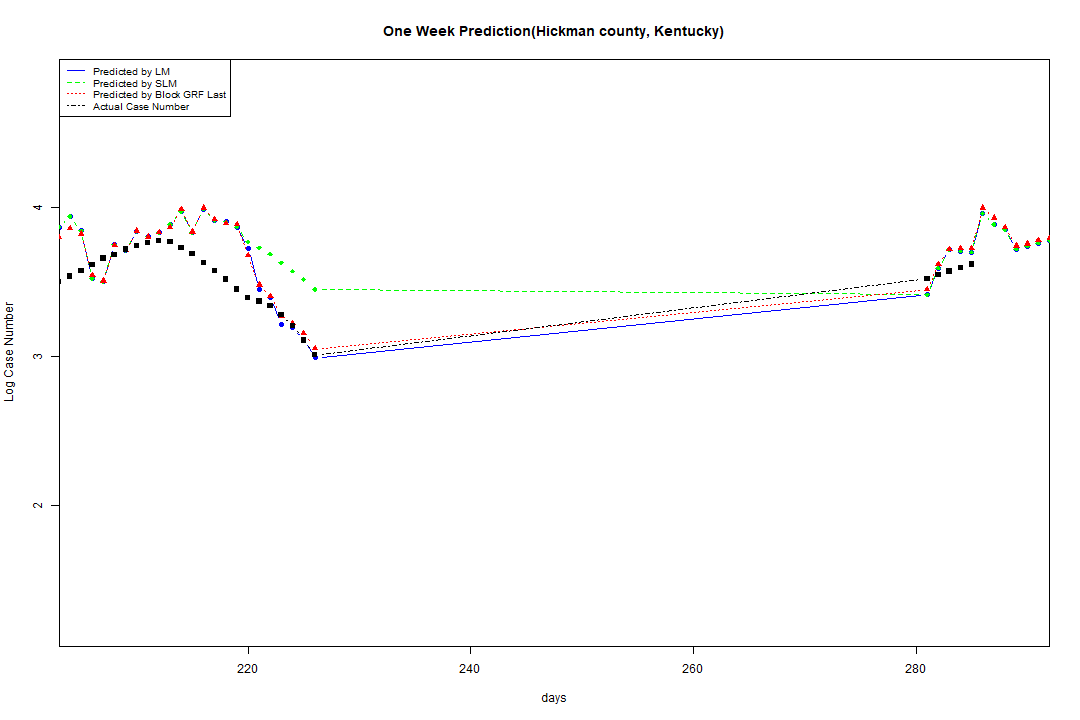 One Week Prediction(Hickman county, Kentucky)
Predicted by LM
Predicted by SLM
Predicted by Block GRF Last
Actual Case Number
4
3
2
Log Case Number
220 240 260 280
days